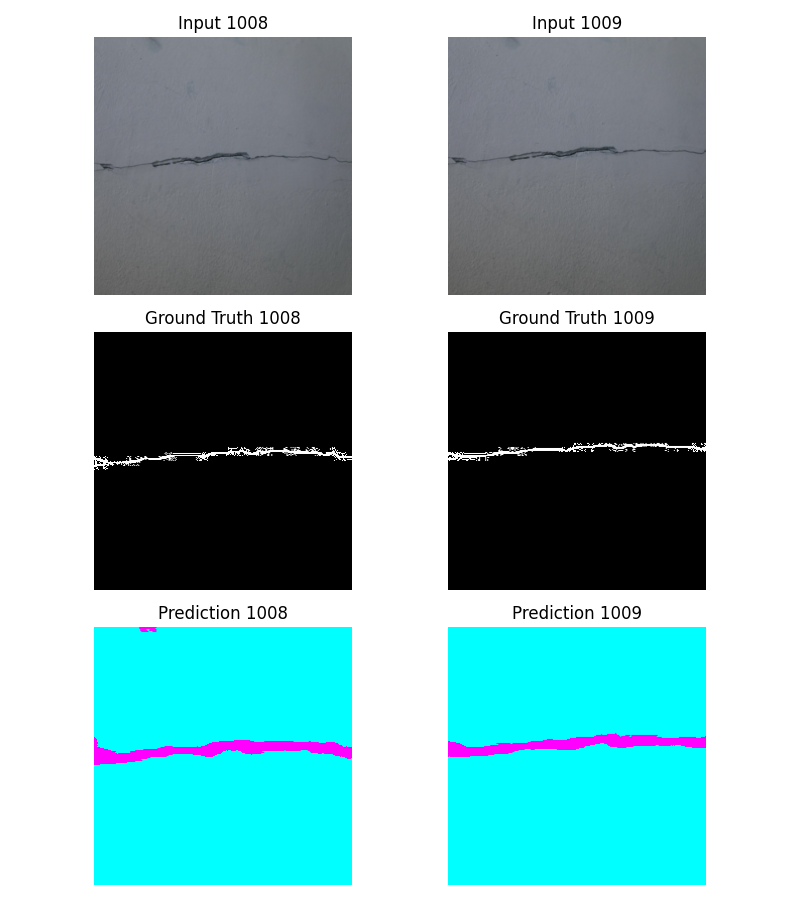 Input 1008
Input 1009
Ground Truth 1008
Ground Truth 1009
Prediction 1008
Prediction 1009